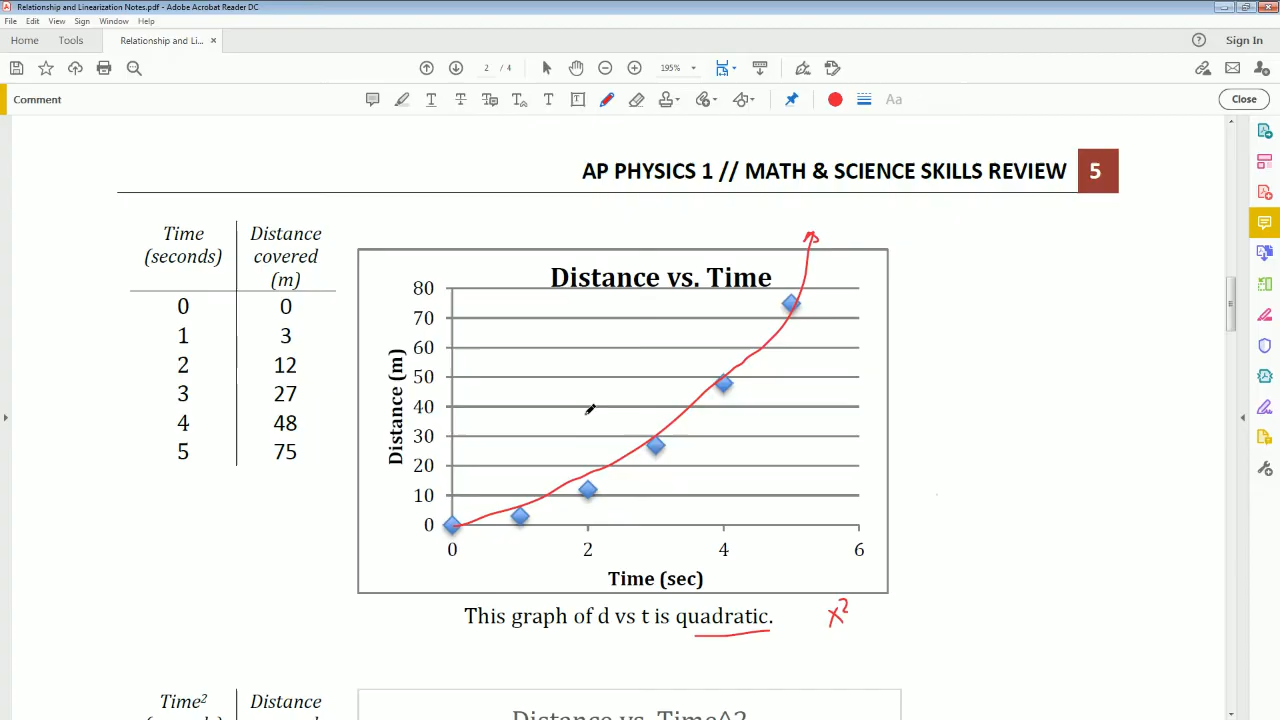 Relationship and Linearization Notes.pdf - Adobe Acrobat Reader DC
File Edit View Sign Window Help
Home Tools Relationship and Li... × Sign In
2 / 4 195%
Comment Close
AP PHYSICS 1 // MATH & SCIENCE SKILLS REVIEW 5
Time (seconds) Distance covered (m)
0 0
1 3
2 12
3 27
4 48
5 75
Distance vs. Time
Distance (m)
80
70
60
50
40
30
20
10
0
0 2 4 6
Time (sec)
This graph of d vs t is quadratic. x²
Time² Distance
Distance vs. Time^2